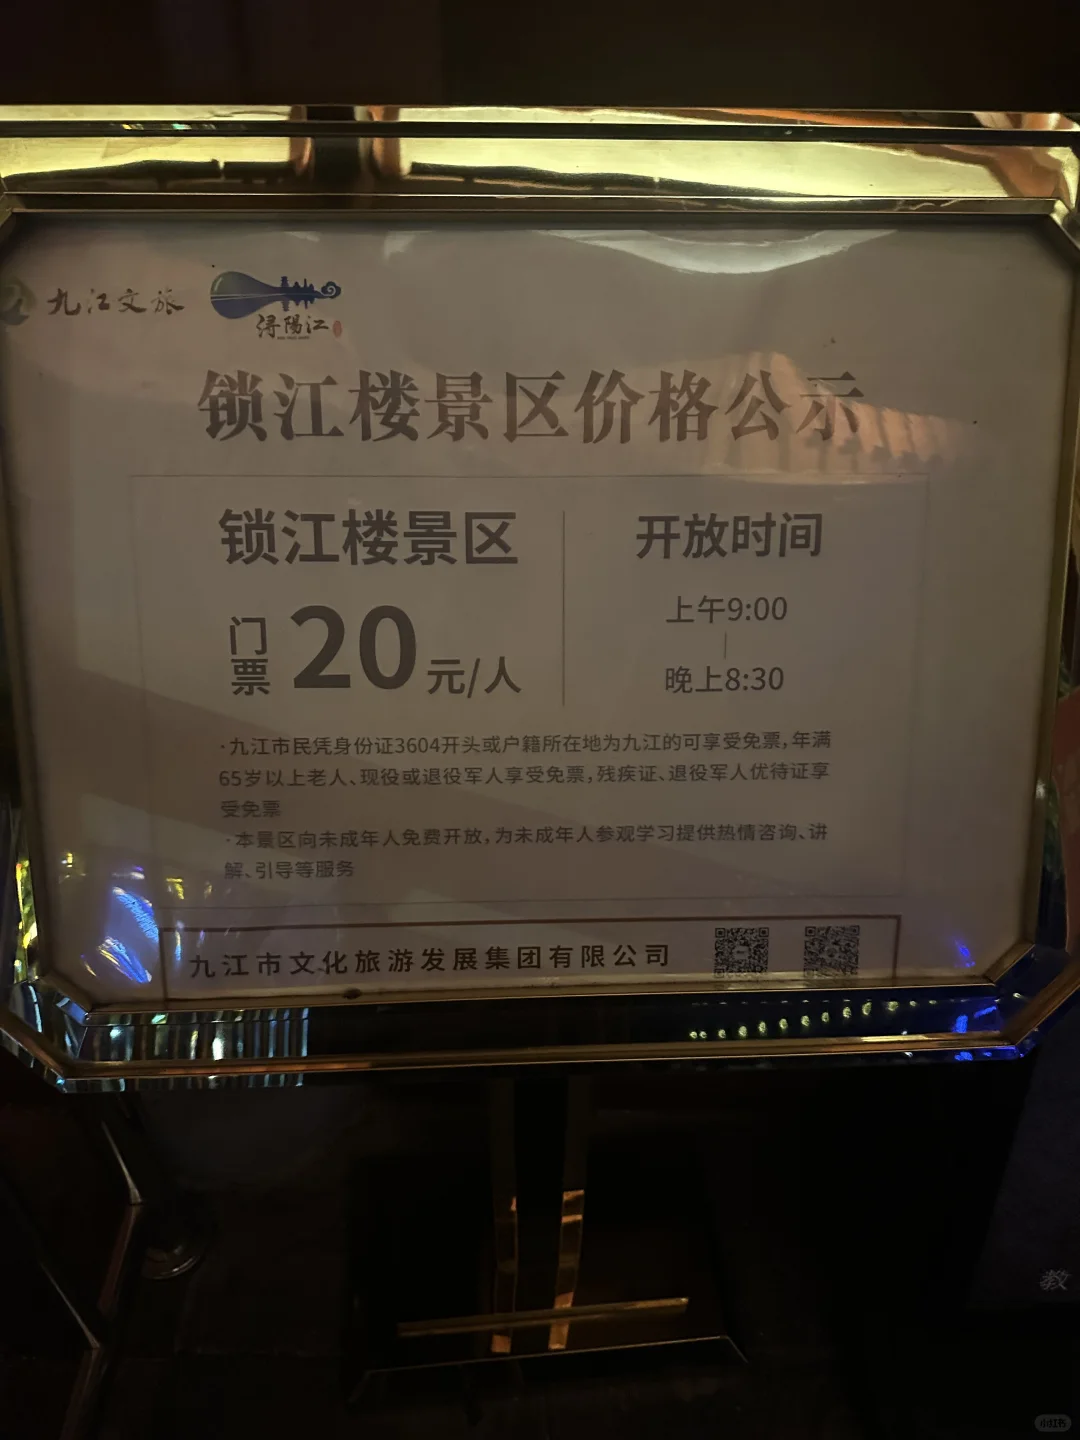 九江文旅
浔陽江
锁江楼景区价格公示
锁江楼景区
门票 20 元/人
开放时间
上午9:00
晚上8:30
·九江市民凭身份证3604开头或户籍所在地为九江的可享受免票,年满
65岁以上老人、现役或退役军人享受免票,残疾证、退役军人优待证享
受免票
·本景区向未成年人免费开放,为未成年人参观学习提供热情咨询、讲
解、引导等服务
九江市文化旅游发展集团有限公司
教
小红书